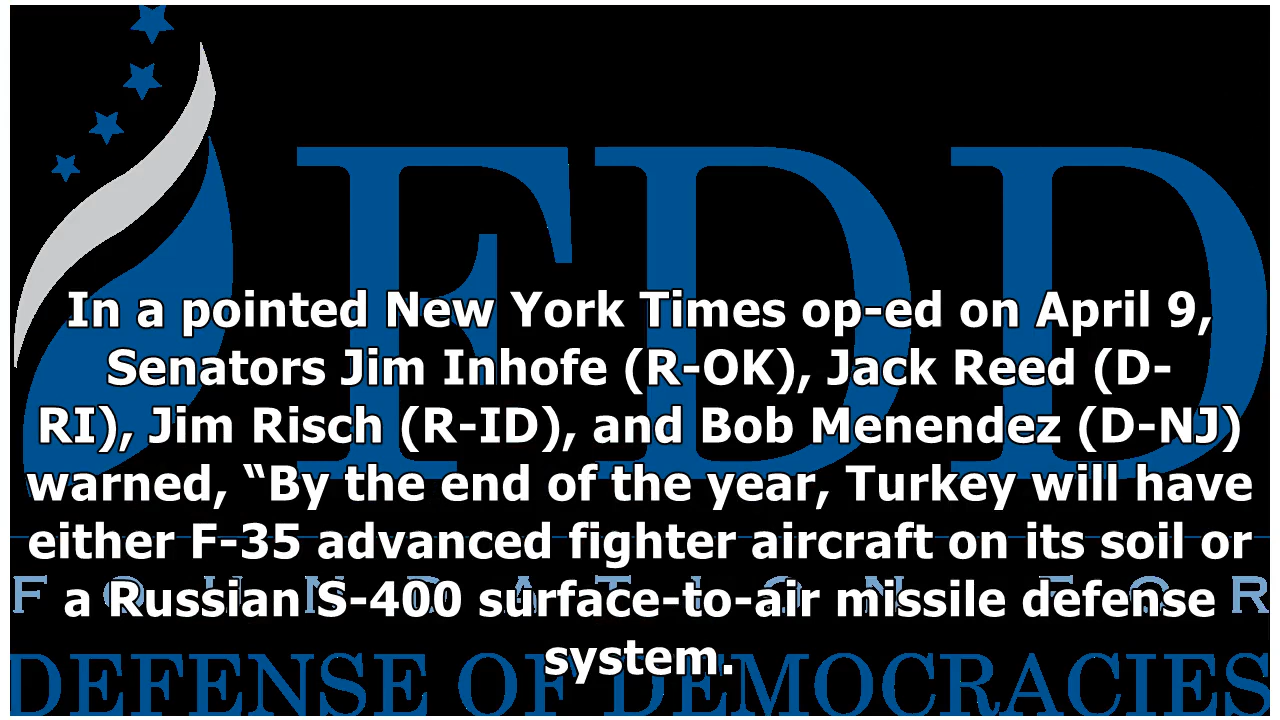 FDD
In a pointed New York Times op-ed on April 9,
Senators Jim Inhofe (R-OK), Jack Reed (D-
RI), Jim Risch (R-ID), and Bob Menendez (D-NJ)
warned, “By the end of the year, Turkey will have
either F-35 advanced fighter aircraft on its soil or
FOUNDATION FOR
a Russian S-400 surface-to-air missile defense
system.
DEFENSE OF DEMOCRACIES